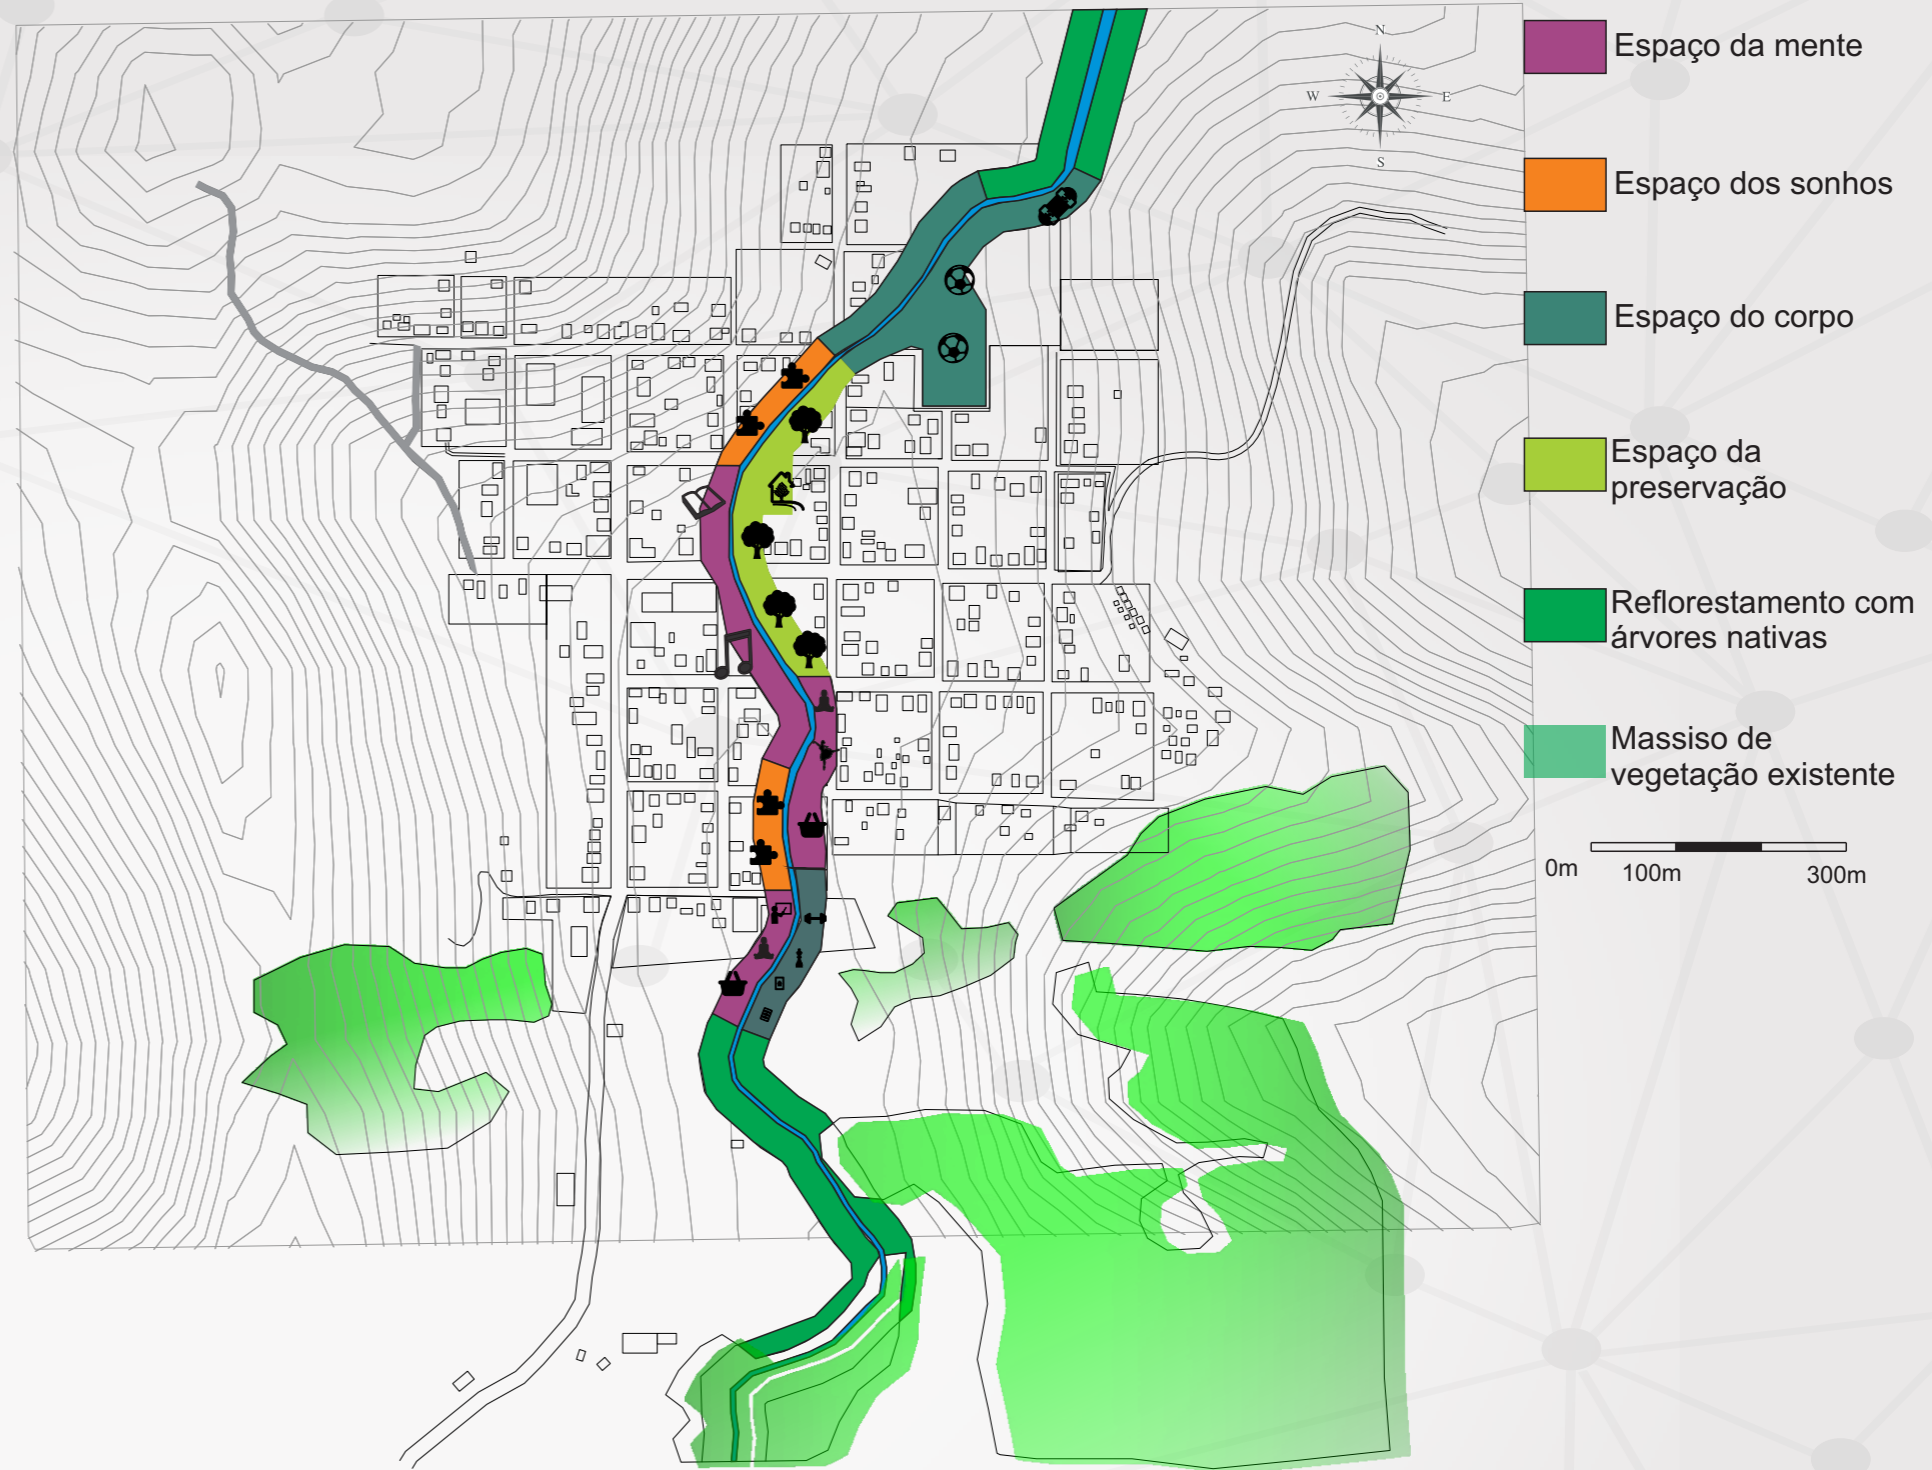 Espaço da mente
N
W
E
S
Espaço dos sonhos
Espaço do corpo
Espaço da
preservação
Reflorestamento com
árvores nativas
Massiso de
vegetação existente
0m
100m
300m